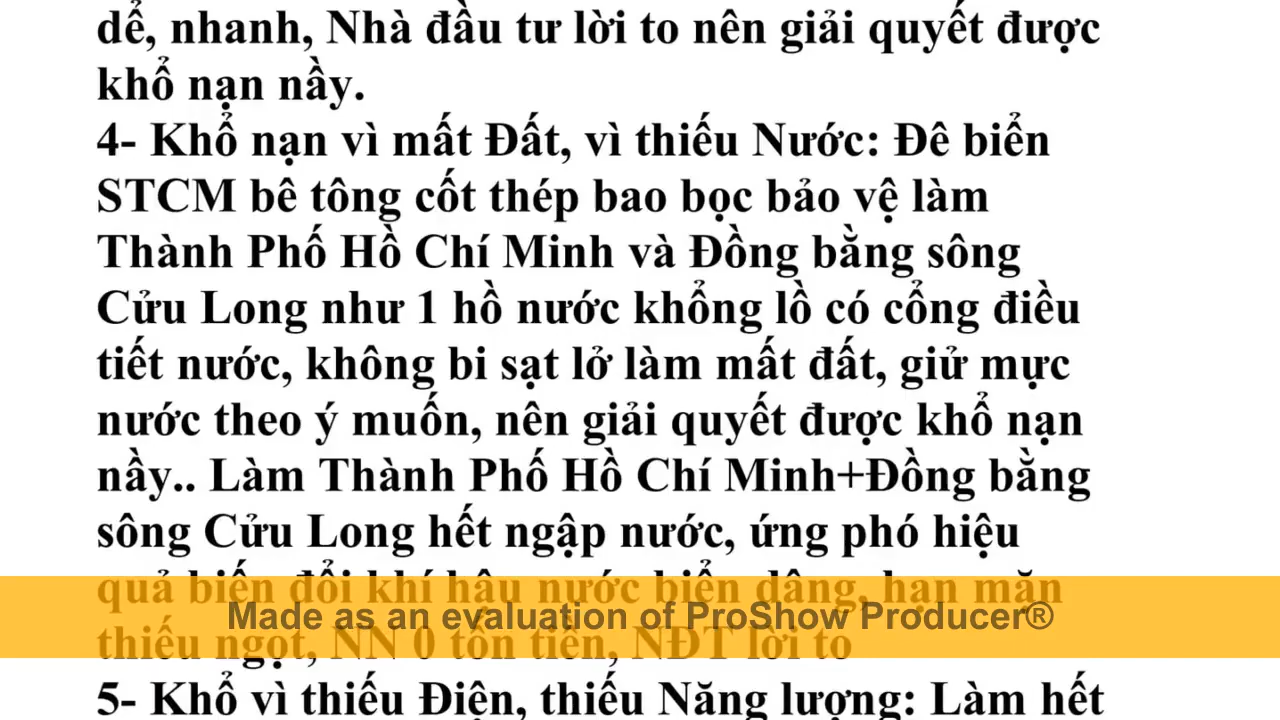 dể, nhanh, Nhà đầu tư lời to nên giải quyết được
khổ nạn nầy.
4- Khổ nạn vì mất Đất, vì thiếu Nước: Đê biển
STCM bê tông cốt thép bao bọc bảo vệ làm
Thành Phố Hồ Chí Minh và Đồng bằng sông
Cửu Long như 1 hồ nước khổng lồ có cổng điều
tiết nước, không bi sạt lở làm mất đất, giử mực
nước theo ý muốn, nên giải quyết được khổ nạn
nầy.. Làm Thành Phố Hồ Chí Minh+Đồng bằng
sông Cửu Long hết ngập nước, ứng phó hiệu
quả biến đổi khí hậu nước biển dâng, hạn mặn
Made as an evaluation of ProShow Producer®
thiếu ngọt, NN 0 tốn tiền, NĐT lời to
5- Khổ vì thiếu Điện, thiếu Năng lượng: Làm hết